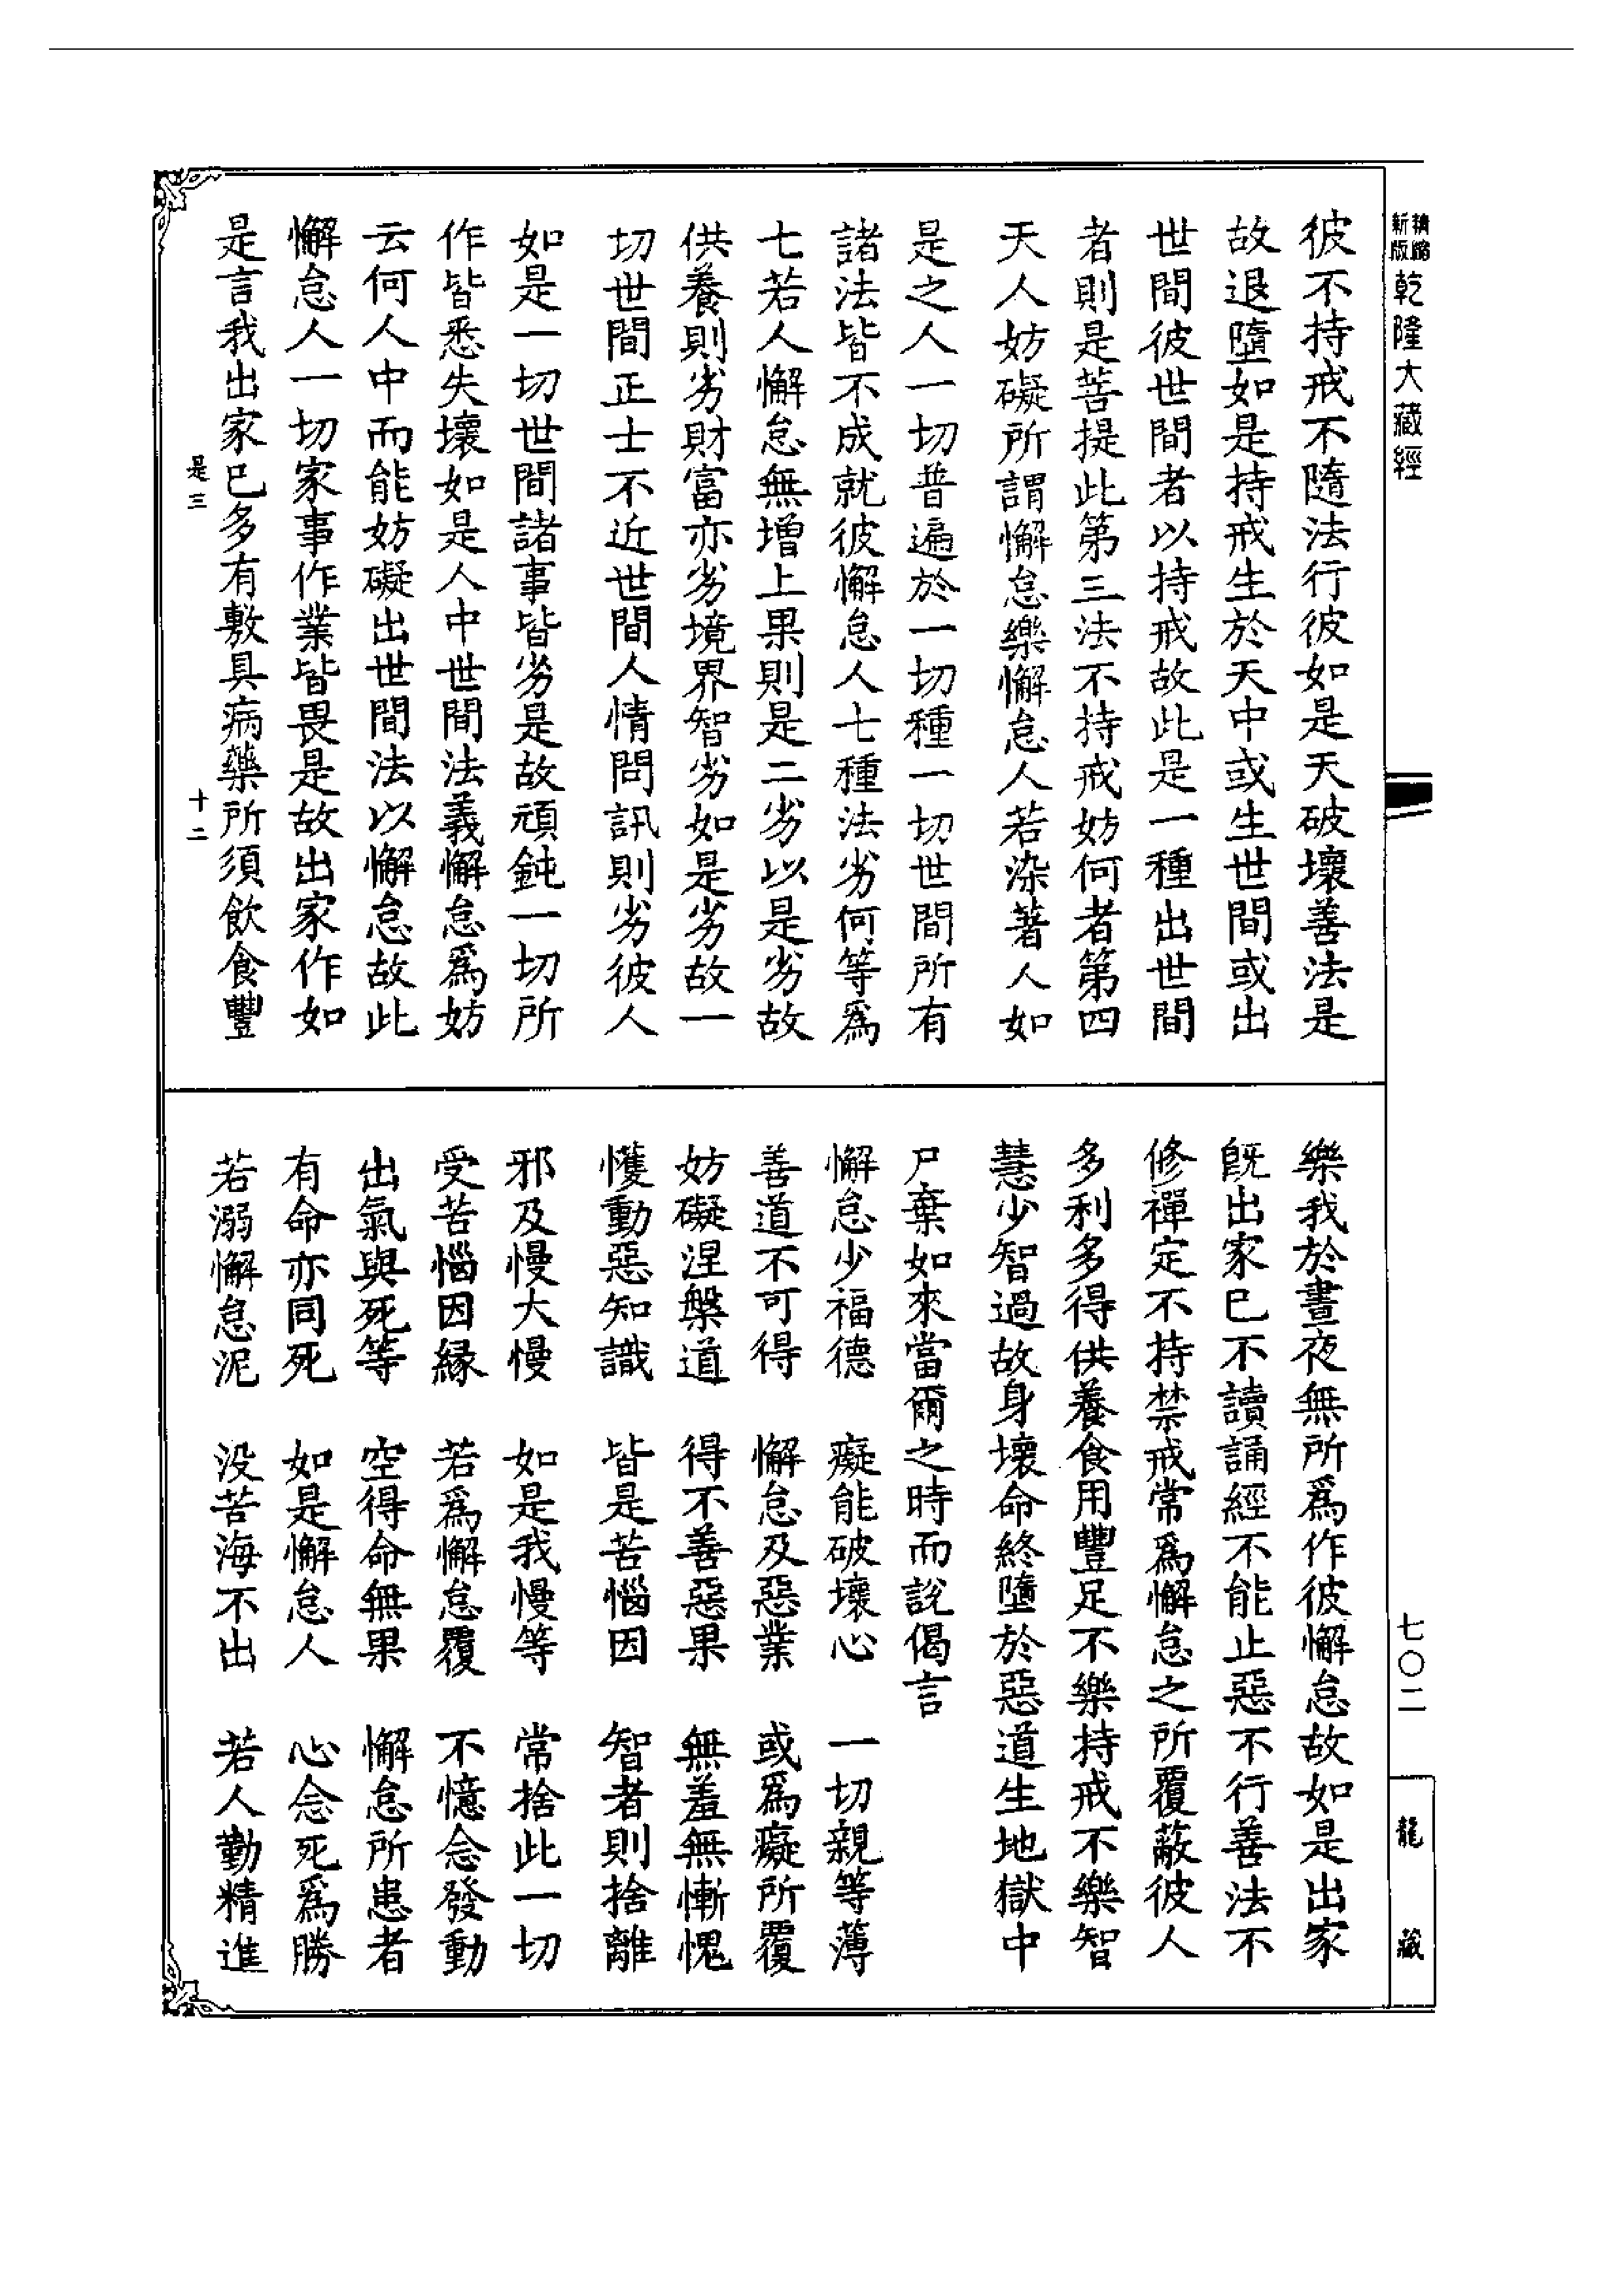 精縮新版乾隆大藏經
彼不持戒不隨法行彼如是天破壞善法是
故退墮如是持戒生於天中或生世間或出
世間彼世間者以持戒故此是一種出世間
者則是菩提此第三法不持戒妨何者第四
天人妨礙所謂懈怠樂懈怠人若染著人如
是之人一切普遍於一切種一切世間所有
諸法皆不成就彼懈怠人七種法劣何等爲
七若人懈怠無增上果則是二劣以是劣故
供養則劣財富亦劣境界智劣如是劣故一
切世間正士不近世間人情問訊則劣彼人
如是一切世間諸事皆劣是故頑鈍一切所
作皆悉失壞如是人中世間法義懈怠爲妨
云何人中而能妨礙出世間法以懈怠故此
懈怠人一切家事作業皆畏是故出家作如
是言我出家已多有敷具病藥所須飲食豐
是三 十二
樂我於晝夜無所爲作彼懈怠故如是出家
旣出家已不讀誦經不能止惡不行善法不
修禪定不持禁戒常爲懈怠之所覆蔽彼人
多利多得供養食用豐足不樂持戒不樂智
慧少智過故身壞命終墮於惡道生地獄中
尸棄如來當爾之時而說偈言
懈怠少福德 癡能破壞心 一切親等薄
善道不可得 懈怠及惡業 或爲癡所覆
妨礙涅槃道 得不善惡果 無羞無慚愧
慢動惡知識 皆是苦惱因 智者則捨離
邪及慢大慢 如是我慢等 常捨此一切
受苦惱因緣 若爲懈怠覆 不憶念發動
出氣與死等 空得命無果 懈怠所患者
有命亦同死 如是懈怠人 心念死爲勝
若溺懈怠泥 没苦海不出 若人勤精進
七〇二
龍藏